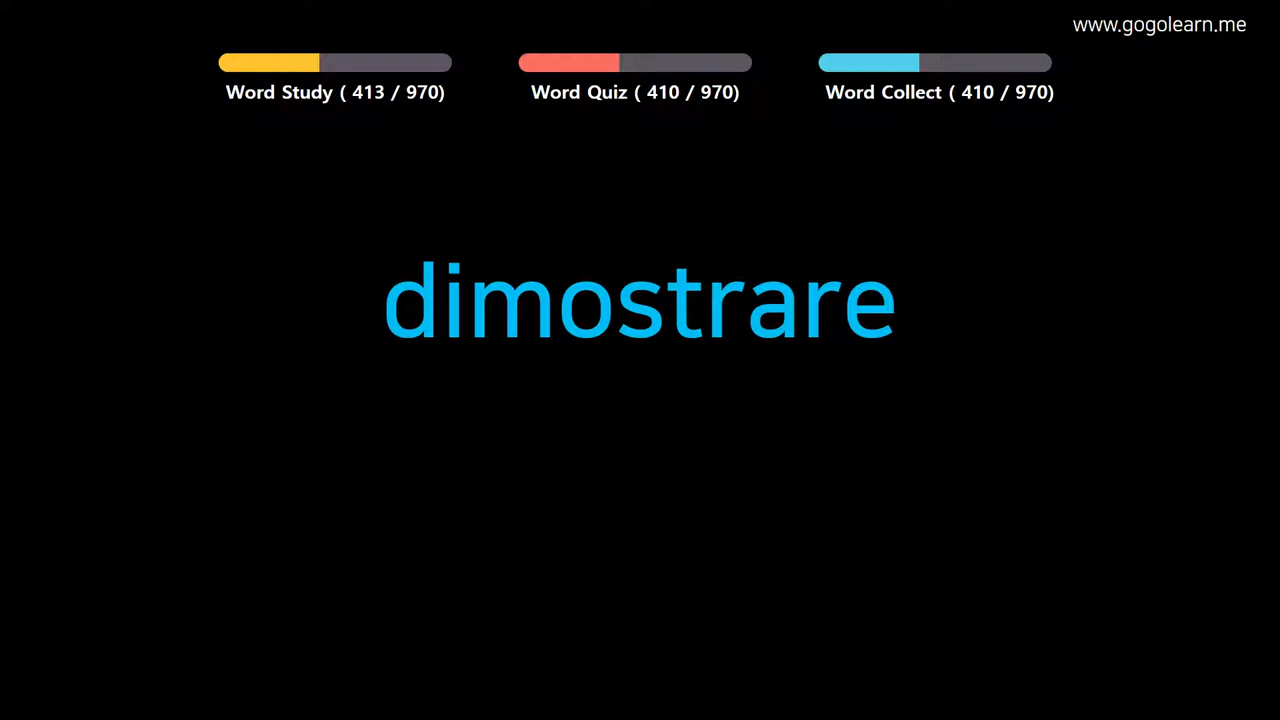 www.gogolearn.me
Word Study ( 413 / 970)
Word Quiz ( 410 / 970)
Word Collect ( 410 / 970)
dimostrare